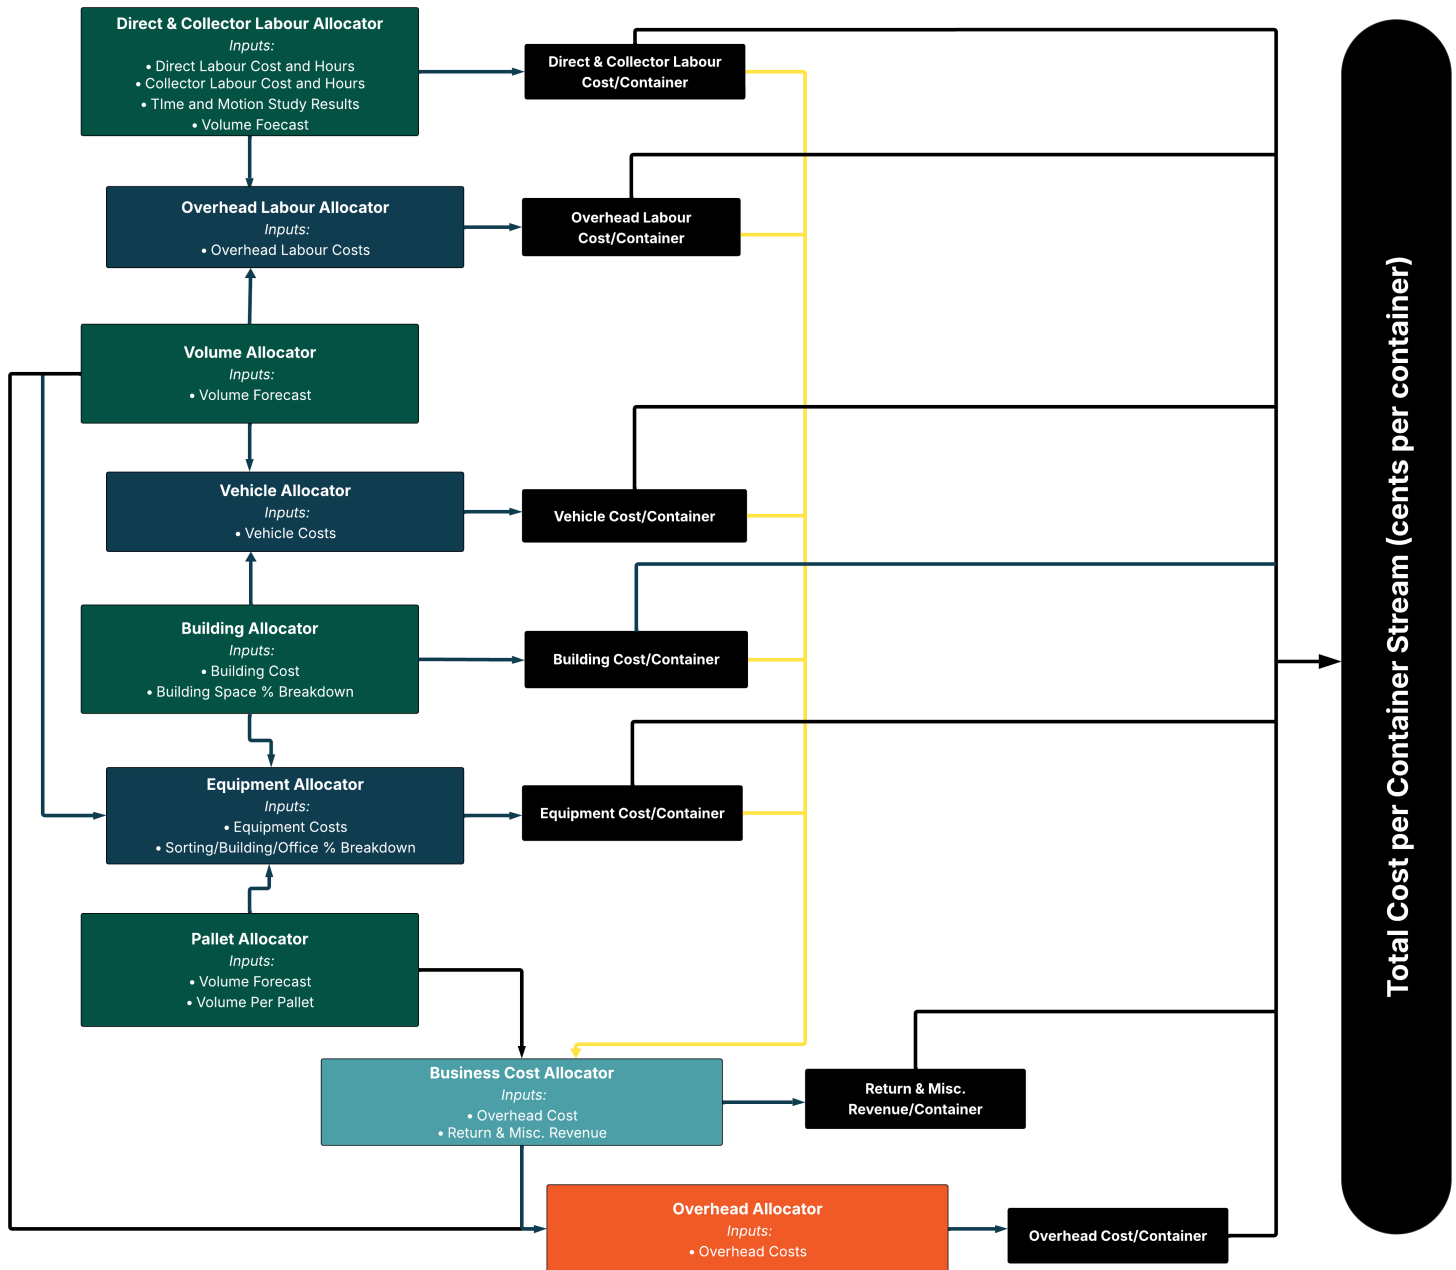 Direct & Collector Labour Allocator
Inputs:
• Direct Labour Cost and Hours
• Collector Labour Cost and Hours
• TIme and Motion Study Results
• Volume Foecast
Direct & Collector Labour
Cost/Container
Overhead Labour Allocator
Inputs:
• Overhead Labour Costs
Overhead Labour
Cost/Container
Volume Allocator
Inputs:
• Volume Forecast
Vehicle Allocator
Inputs:
• Vehicle Costs
Vehicle Cost/Container
Building Allocator
Inputs:
• Building Cost
• Building Space % Breakdown
Building Cost/Container
Equipment Allocator
Inputs:
• Equipment Costs
• Sorting/Building/Office % Breakdown
Equipment Cost/Container
Pallet Allocator
Inputs:
• Volume Forecast
• Volume Per Pallet
Business Cost Allocator
Inputs:
• Overhead Cost
• Return & Misc. Revenue
Return & Misc.
Revenue/Container
Overhead Allocator
Inputs:
• Overhead Costs
Overhead Cost/Container
Total Cost per Container Stream (cents per container)